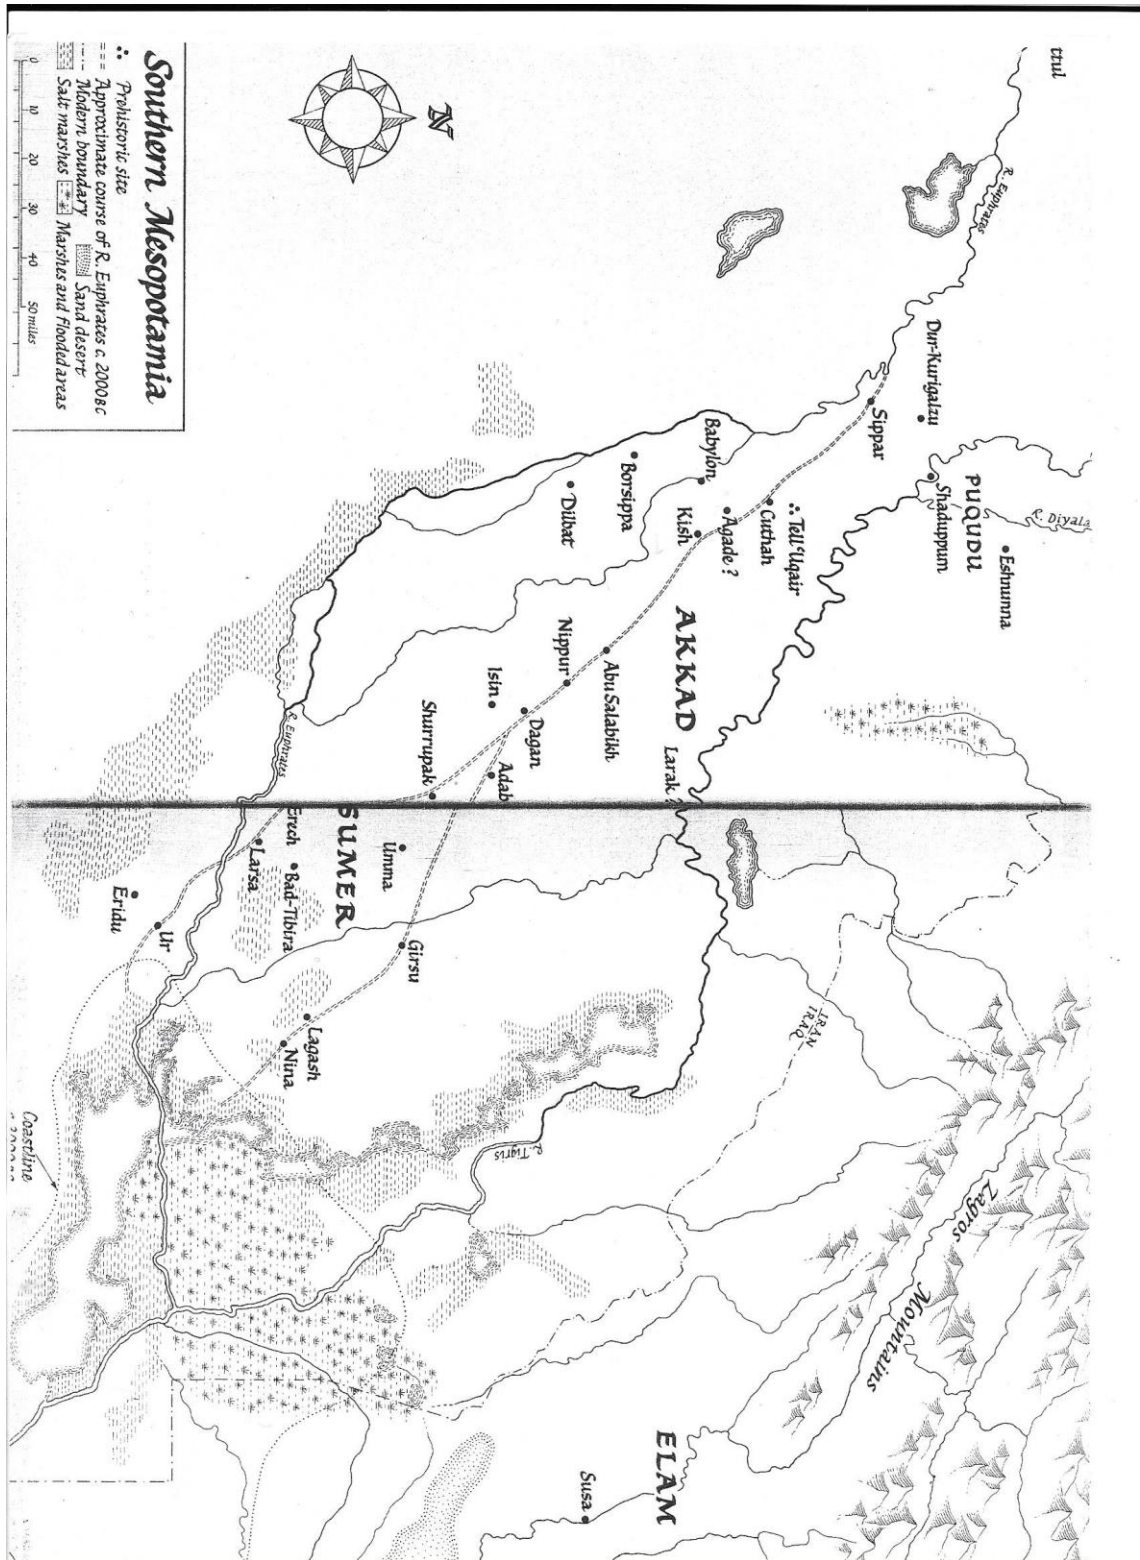 Southern Mesopotamia
∴ Prehistoric site
=== Approximate course of R. Euphrates c. 2000BC
-·-·- Modern boundary Sand desert
Salt marshes Marshes and flooded areas
0 10 20 30 40 50 miles
N
ttul
R. Euphrates
Dur-Kurigalzu
Sippar
PUQUDU
Shaduppum
R. Diyala
Eshnunna
∴ Tell 'Uqair
Cuthah
Agade ?
Babylon
Kish
Borsippa
Dilbat
AKKAD
Abu Salabikh
Nippur
Isin
Dagan
Adab
Shurrupak
Larak ?
R. Euphrates
SUMER
Umma
Erech
Larsa
Bad-Tibira
Girsu
Eridu
Ur
Lagash
Nina
IRAN
IRAQ
R. Tigris
Zagros Mountains
Coastline
ELAM
Susa